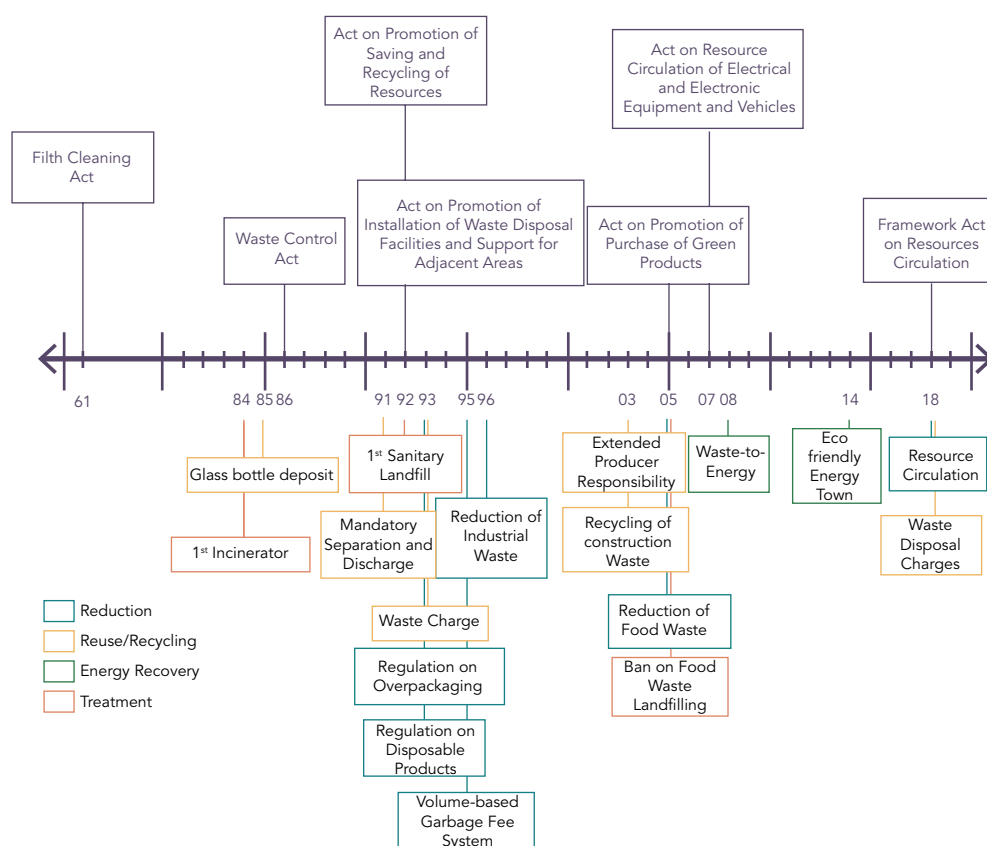 Act on Promotion of
Saving and
Recycling of
Resources
Act on Resource
Circulation of Electrical
and Electronic
Equipment and Vehicles
Filth Cleaning
Act
Waste Control
Act
Act on Promotion of
Installation of Waste Disposal
Facilities and Support for
Adjacent Areas
Act on Promotion of
Purchase of Green
Products
Framework Act
on Resources
Circulation
61
84
85
86
91
92
93
95
96
03
05
07
08
14
18
Glass bottle deposit
1st Incinerator
1st Sanitary
Landfill
Mandatory
Separation and
Discharge
Reduction of
Industrial
Waste
Waste Charge
Regulation on
Overpackaging
Regulation on
Disposable
Products
Volume-based
Garbage Fee
System
Extended
Producer
Responsibility
Recycling of
construction
Waste
Reduction of
Food Waste
Ban on Food
Waste
Landfilling
Waste-to-
Energy
Eco
friendly
Energy
Town
Resource
Circulation
Waste
Disposal
Charges
Reduction
Reuse/Recycling
Energy Recovery
Treatment